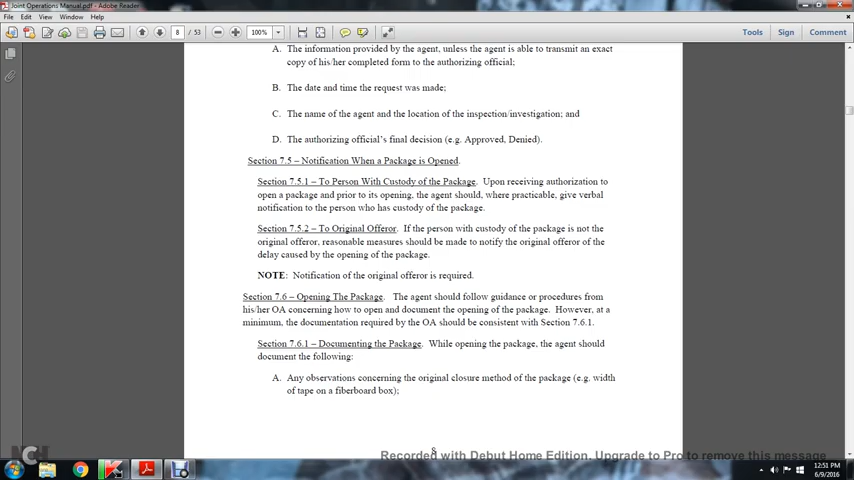 Joint Operations Manual.pdf - Adobe Reader
File Edit View Window Help
8 / 53 100% Tools Sign Comment
A. The information provided by the agent, unless the agent is able to transmit an exact
copy of his/her completed form to the authorizing official;
B. The date and time the request was made;
C. The name of the agent and the location of the inspection/investigation; and
D. The authorizing official's final decision (e.g. Approved, Denied).
Section 7.5 – Notification When a Package is Opened.
Section 7.5.1 – To Person With Custody of the Package. Upon receiving authorization to
open a package and prior to its opening, the agent should, where practicable, give verbal
notification to the person who has custody of the package.
Section 7.5.2 – To Original Offeror. If the person with custody of the package is not the
original offeror, reasonable measures should be made to notify the original offeror of the
delay caused by the opening of the package.
NOTE: Notification of the original offeror is required.
Section 7.6 – Opening The Package. The agent should follow guidance or procedures from
his/her OA concerning how to open and document the opening of the package. However, at a
minimum, the documentation required by the OA should be consistent with Section 7.6.1.
Section 7.6.1 – Documenting the Package. While opening the package, the agent should
document the following:
A. Any observations concerning the original closure method of the package (e.g. width
of tape on a fiberboard box);
8
NCH
Recorded with Debut Home Edition. Upgrade to Pro to remove this message
12:51 PM
6/9/2016